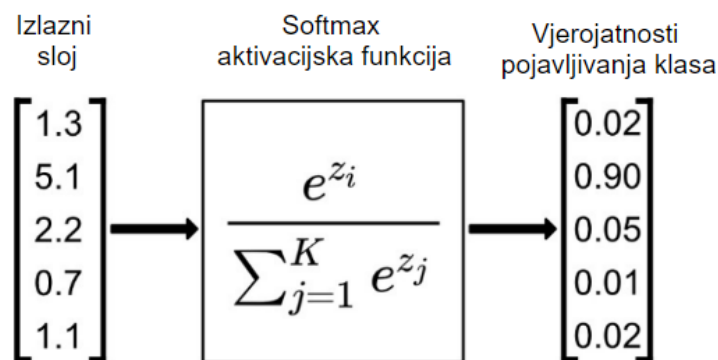 Izlazni
sloj
Softmax
aktivacijska funkcija
Vjerojatnosti
pojavljivanja klasa
1.3
5.1
2.2
0.7
1.1
e^{z_i}
\sum_{j=1}^{K} e^{z_j}
0.02
0.90
0.05
0.01
0.02